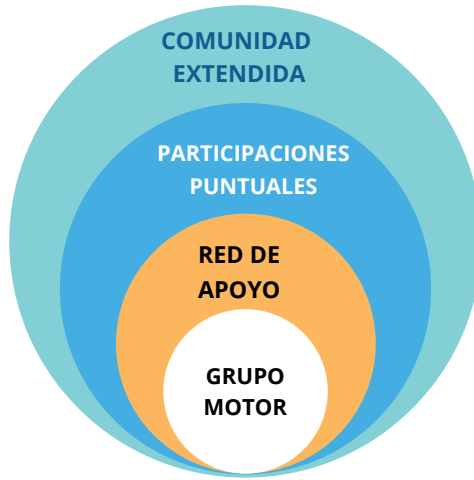 COMUNIDAD
EXTENDIDA
PARTICIPACIONES
PUNTUALES
RED DE
APOYO
GRUPO
MOTOR